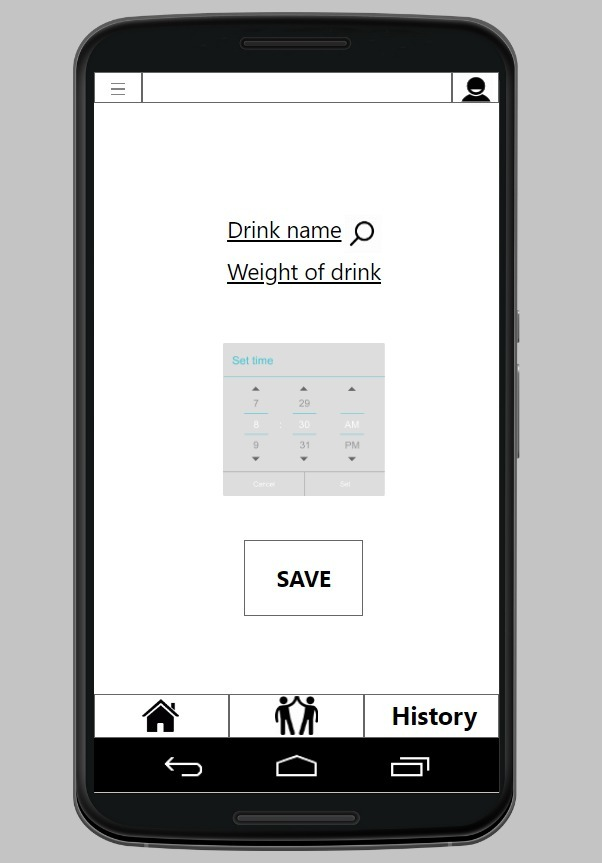 Drink name
Weight of drink
Set time
7 29
8 : 30 AM
9 31 PM
Cancel Set
SAVE
History